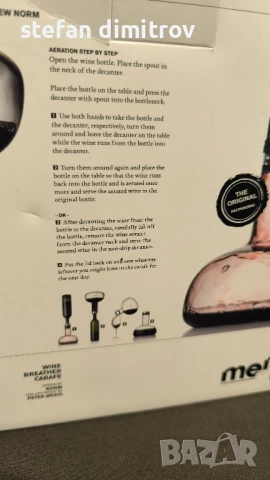 EW NORM
stefan dimitrov
AERATION STEP BY STEP
Open the wine bottle. Place the spout in
the neck of the decanter.
Place the bottle on the table and press the
decanter with spout into the bottleneck.
1 Use both hands to take the bottle and
the decanter, respectively, turn them
around and leave the decanter on the table
while the wine runs from the bottle into
the decanter.
2 Turn them around again and place the
bottle on the table so that the wine runs
back into the bottle and is aerated once
more and serve the aerated wine in the
original bottle.
- OR -
3 After decanting the wine from the
bottle to the decanter, carefully lift off
the bottle, remove the wine aerator
from the decanter neck and serve the
aerated wine in the non-drip decanter.
4 Put the lid back on and save whatever
leftover you might have in the carafe for
the next day.
THE
ORIGINAL
WINE
BREATHER
CARAFE
NORM
PETER
men
bazar.bg